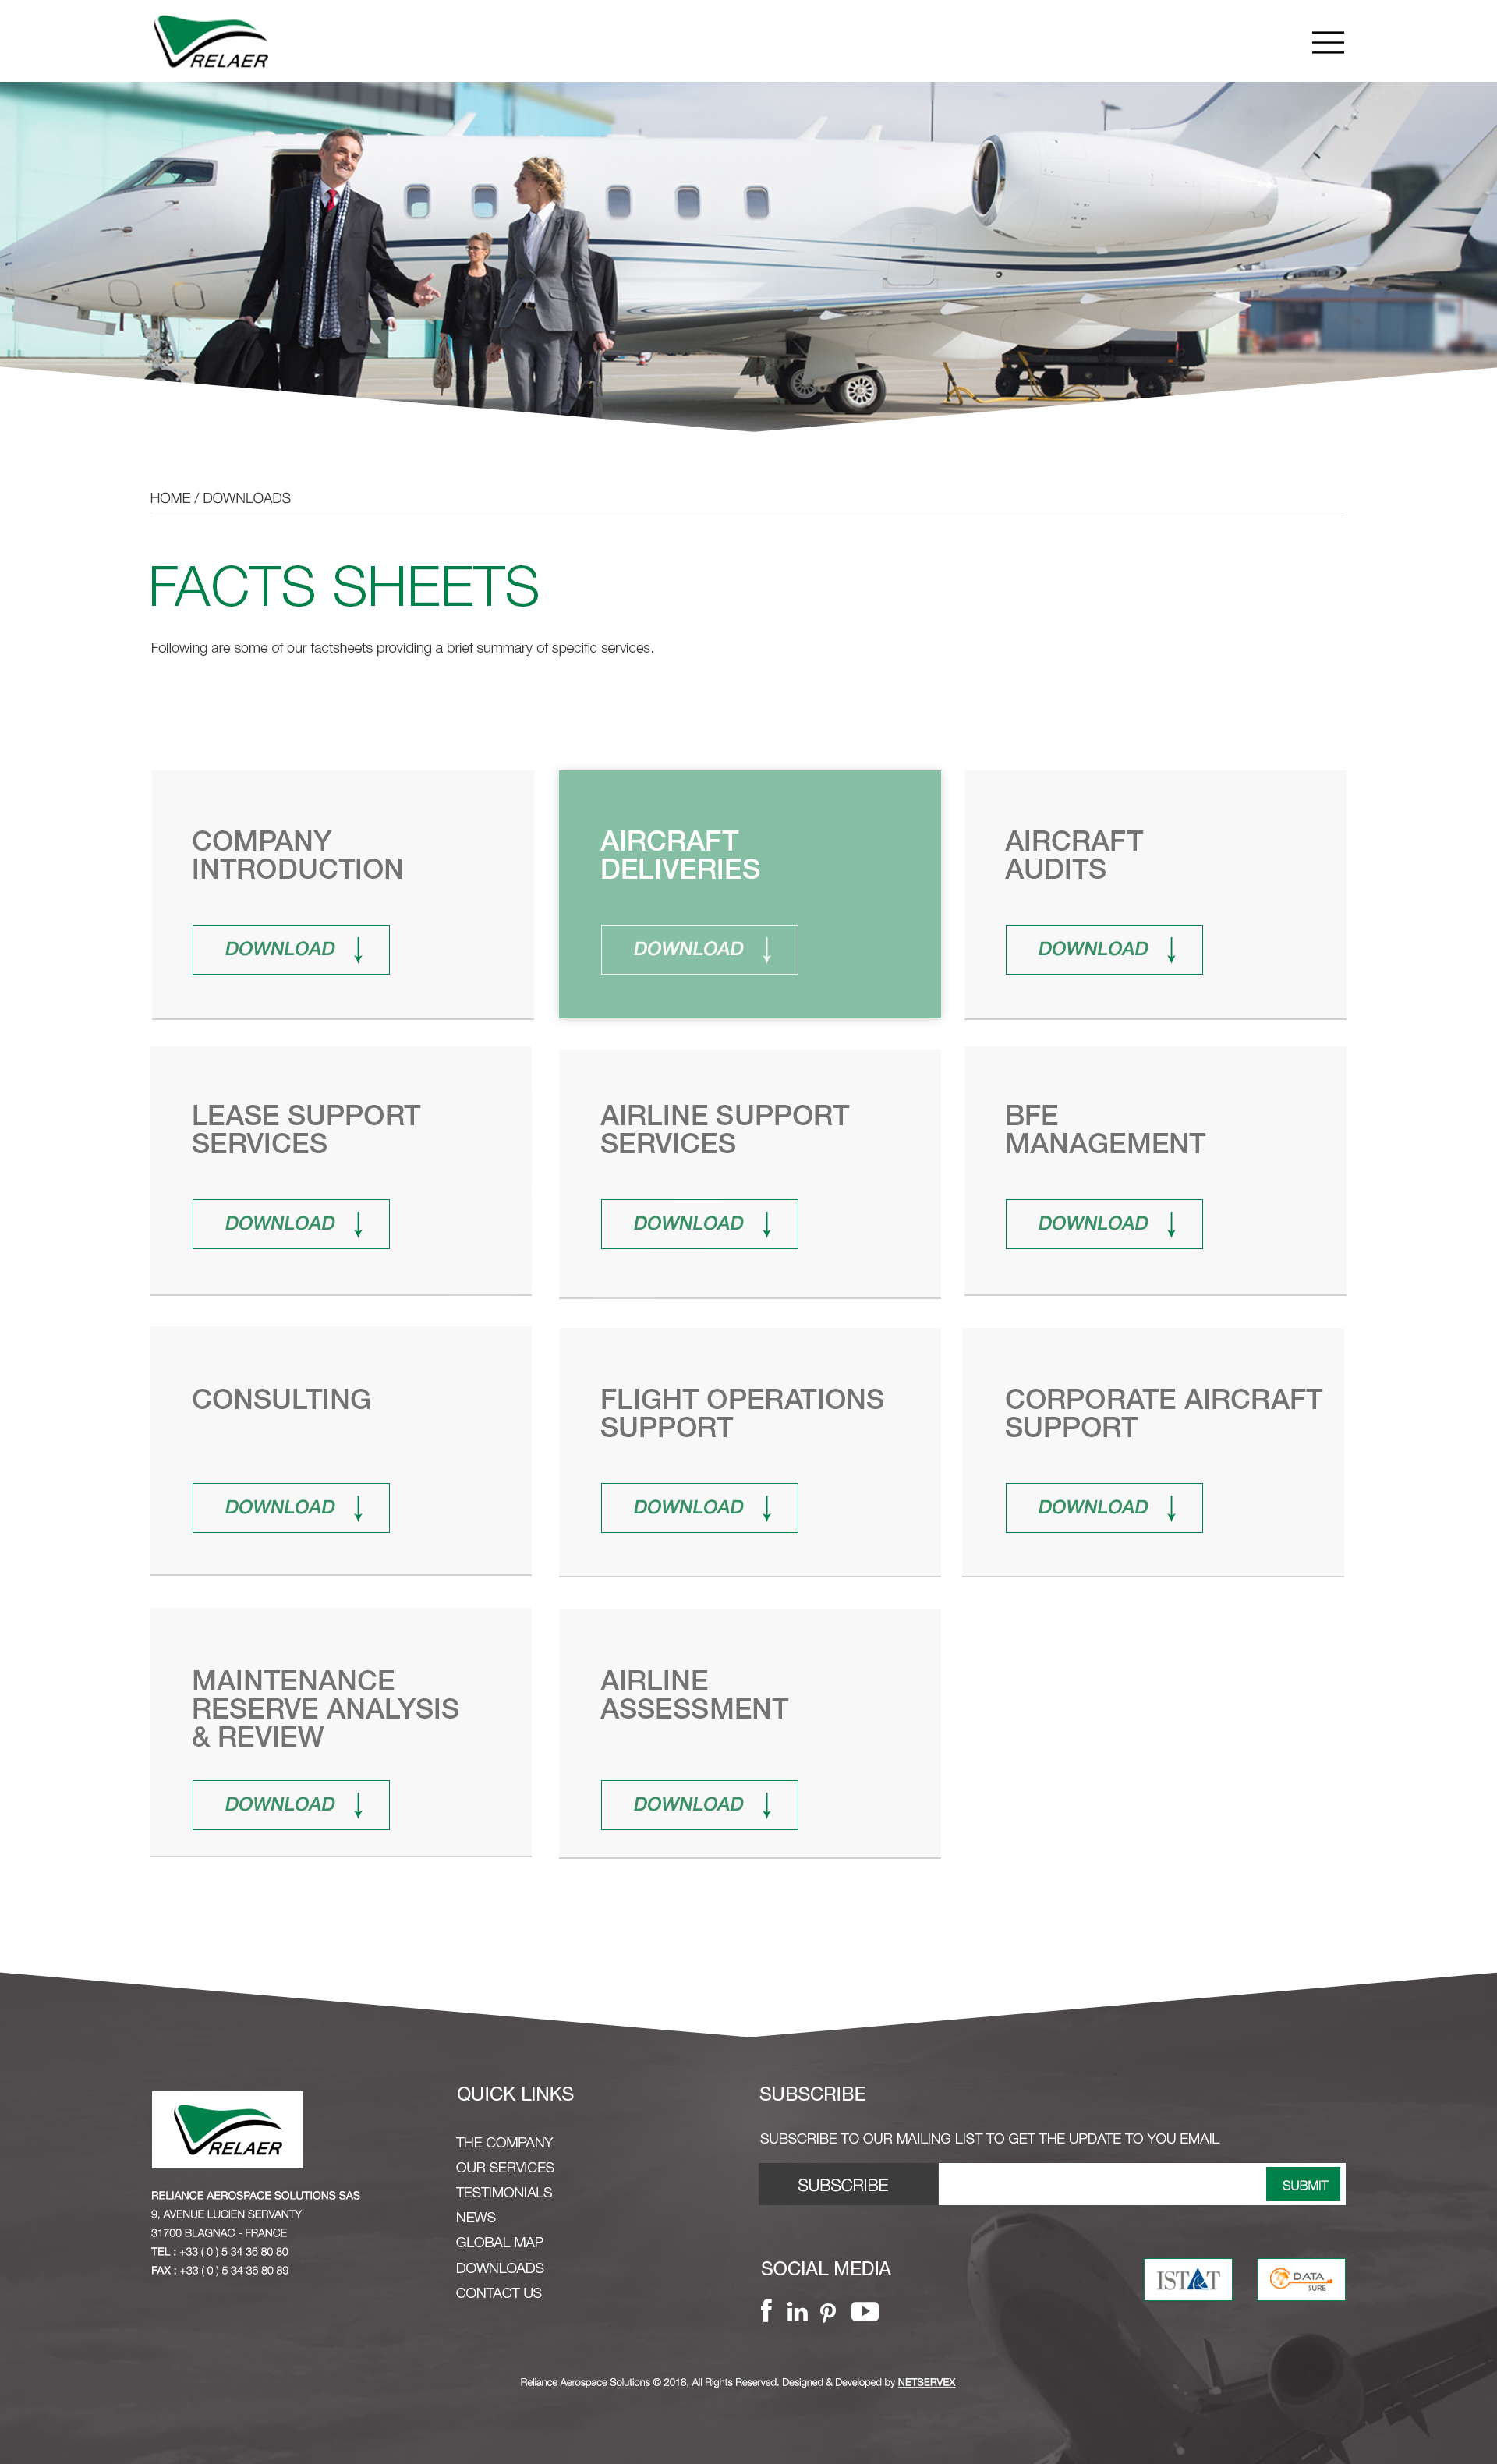 RELAER
HOME / DOWNLOADS
FACTS SHEETS
Following are some of our factsheets providing a brief summary of specific services.
COMPANY
INTRODUCTION
DOWNLOAD
AIRCRAFT
DELIVERIES
DOWNLOAD
AIRCRAFT
AUDITS
DOWNLOAD
LEASE SUPPORT
SERVICES
DOWNLOAD
AIRLINE SUPPORT
SERVICES
DOWNLOAD
BFE
MANAGEMENT
DOWNLOAD
CONSULTING
DOWNLOAD
FLIGHT OPERATIONS
SUPPORT
DOWNLOAD
CORPORATE AIRCRAFT
SUPPORT
DOWNLOAD
MAINTENANCE
RESERVE ANALYSIS
& REVIEW
DOWNLOAD
AIRLINE
ASSESSMENT
DOWNLOAD
RELAER
RELIANCE AEROSPACE SOLUTIONS SAS
9, AVENUE LUCIEN SERVANTY
31700 BLAGNAC - FRANCE
TEL : +33 ( 0 ) 5 34 36 80 80
FAX : +33 ( 0 ) 5 34 36 80 89
QUICK LINKS
THE COMPANY
OUR SERVICES
TESTIMONIALS
NEWS
GLOBAL MAP
DOWNLOADS
CONTACT US
SUBSCRIBE
SUBSCRIBE TO OUR MAILING LIST TO GET THE UPDATE TO YOU EMAIL
SUBSCRIBE
SUBMIT
SOCIAL MEDIA
ISTAT
DATA
SURE
Reliance Aerospace Solutions © 2018, All Rights Reserved. Designed & Developed by NETSERVEX